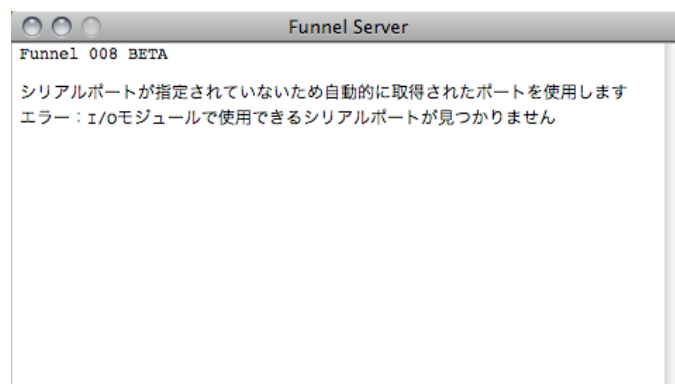 Funnel Server
Funnel 008 BETA
シリアルポートが指定されていないため自動的に取得されたポートを使用します
エラー：I/Oモジュールで使用できるシリアルポートが見つかりません